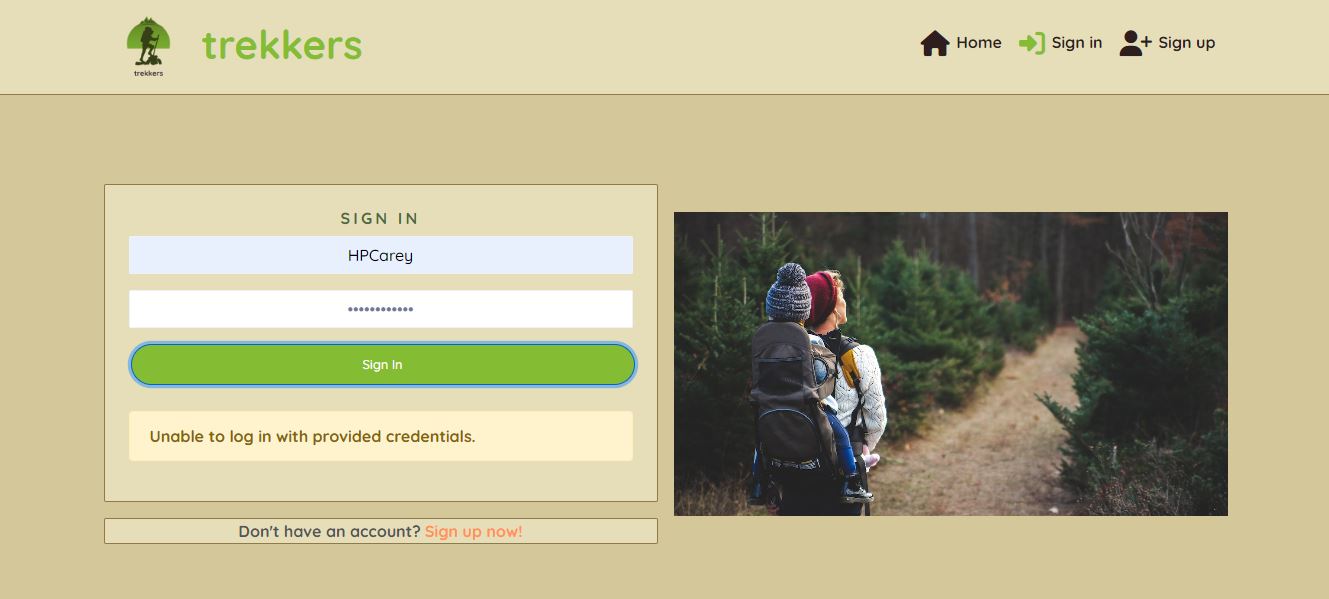 trekkers
trekkers
Home
Sign in
Sign up
SIGN IN
HPCarey
••••••••••••
Sign In
Unable to log in with provided credentials.
Don't have an account? Sign up now!